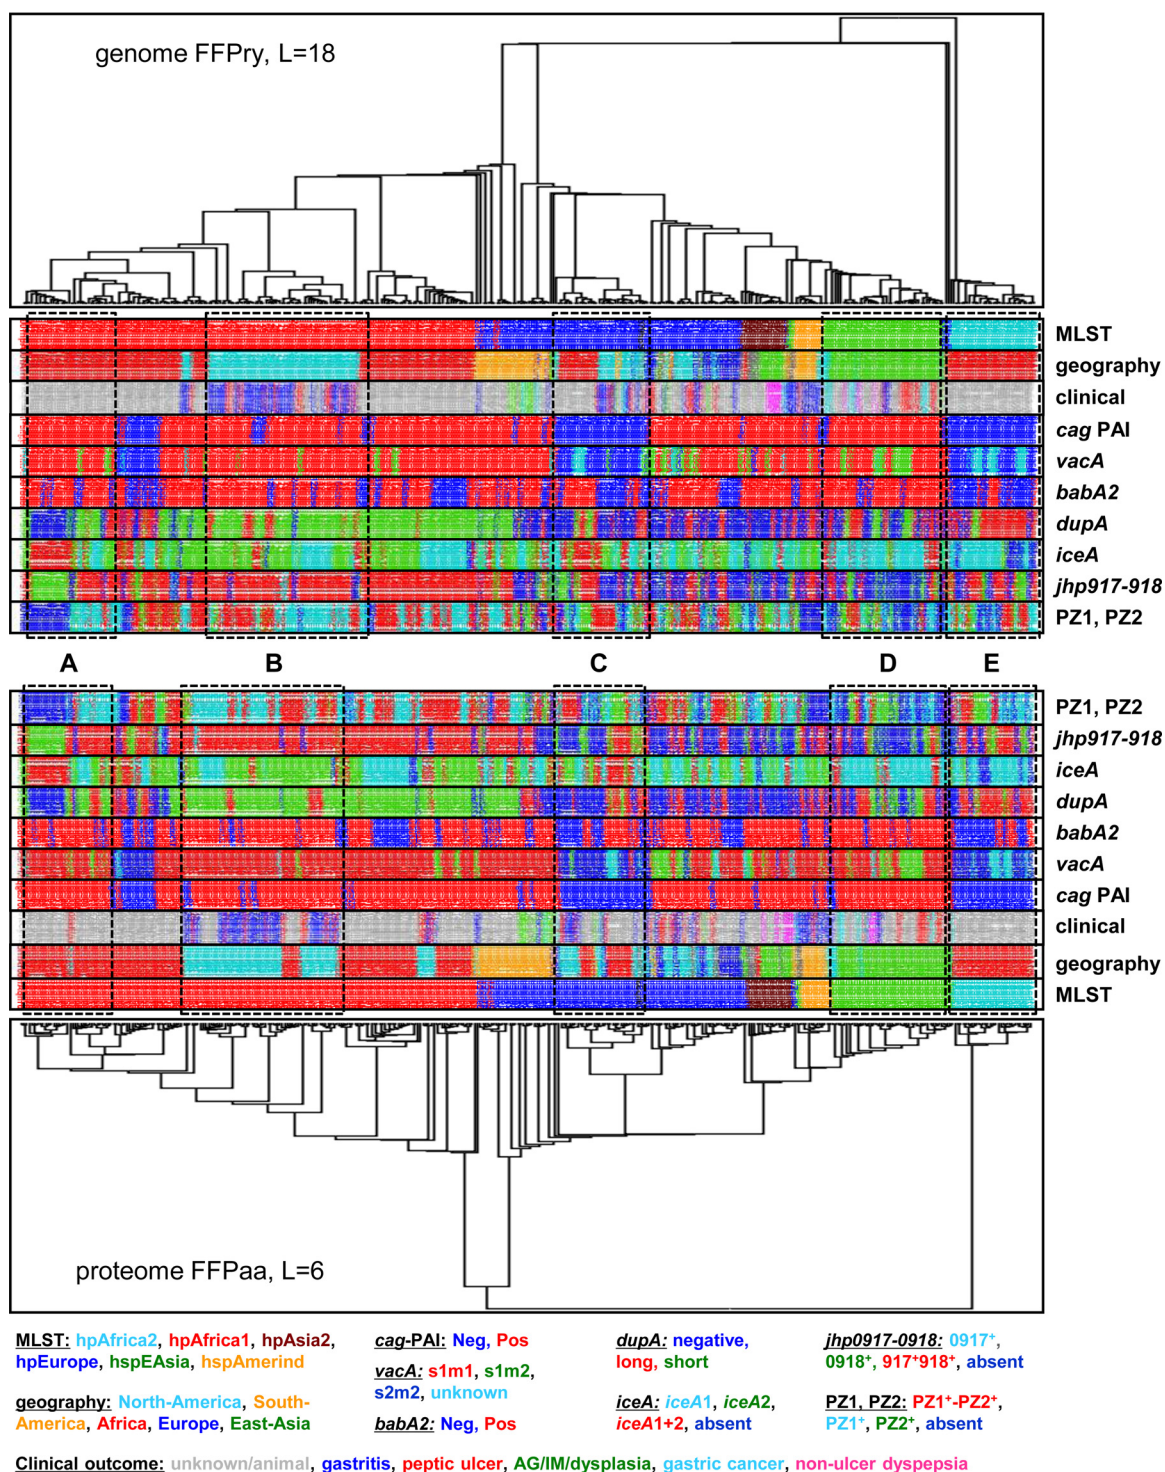 genome FFPry, L=18
MLST
geography
clinical
cag PAI
vacA
babA2
dupA
iceA
jhp917-918
PZ1, PZ2
A B C D E
PZ1, PZ2
jhp917-918
iceA
dupA
babA2
vacA
cag PAI
clinical
geography
MLST
proteome FFPaa, L=6
MLST: hpAfrica2, hpAfrica1, hpAsia2,
hpEurope, hspEAsia, hspAmerind
geography: North-America, South-
America, Africa, Europe, East-Asia
cag-PAI: Neg, Pos
vacA: s1m1, s1m2,
s2m2, unknown
babA2: Neg, Pos
dupA: negative,
long, short
iceA: iceA1, iceA2,
iceA1+2, absent
jhp0917-0918: 0917⁺,
0918⁺, 917⁺918⁺, absent
PZ1, PZ2: PZ1⁺-PZ2⁺,
PZ1⁺, PZ2⁺, absent
Clinical outcome: unknown/animal, gastritis, peptic ulcer, AG/IM/dysplasia, gastric cancer, non-ulcer dyspepsia